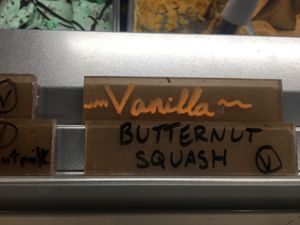 Vanilla
BUTTERNUT
SQUASH V
V